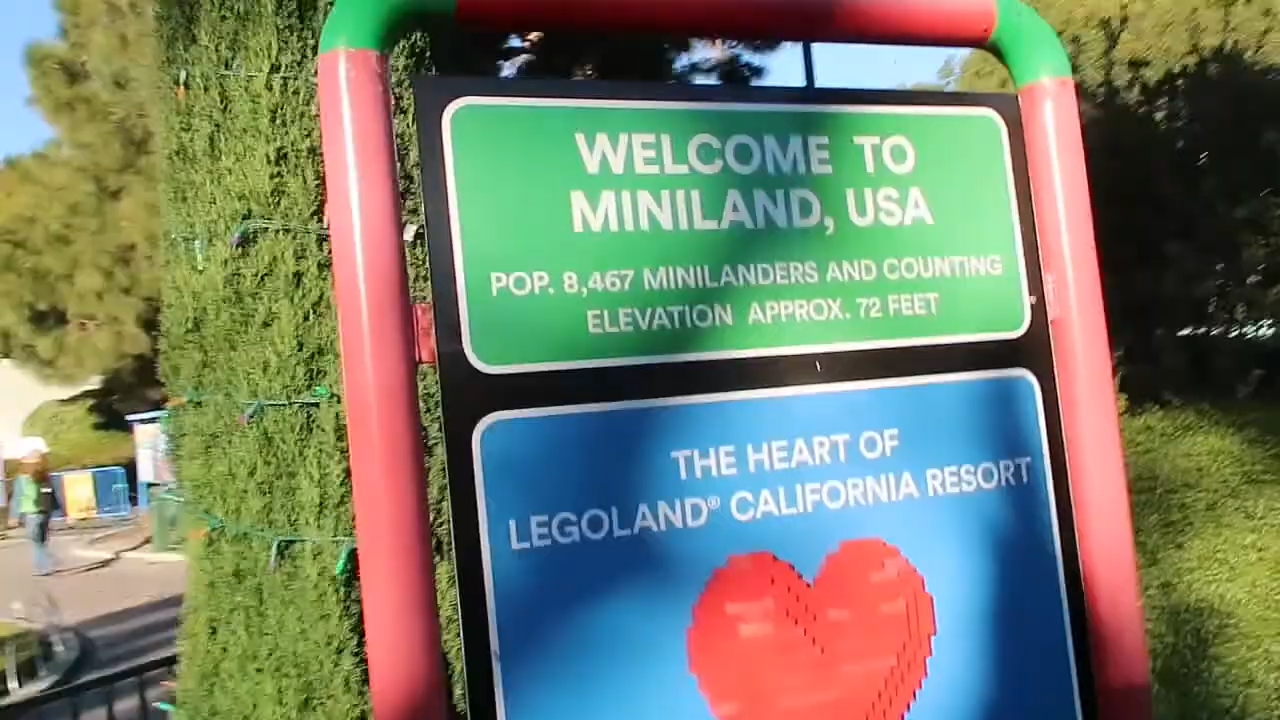 WELCOME TO
MINILAND, USA
POP. 8,467 MINILANDERS AND COUNTING
ELEVATION APPROX. 72 FEET
THE HEART OF
LEGOLAND® CALIFORNIA RESORT